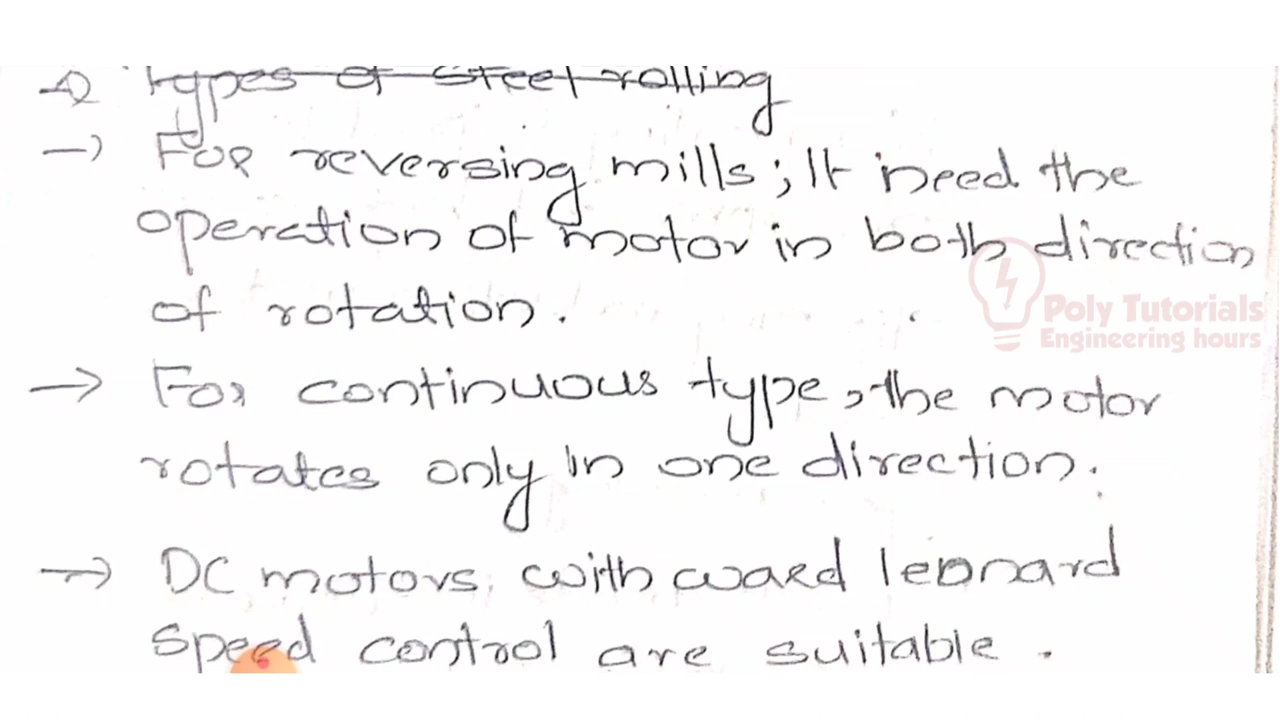 → types of steel rolling
→ For reversing mills; It need the
operation of motor in both direction
of rotation.
Poly Tutorials
Engineering hours
→ For continuous type, the motor
rotates only in one direction.
→ DC motors, with ward leonard
speed control are suitable.